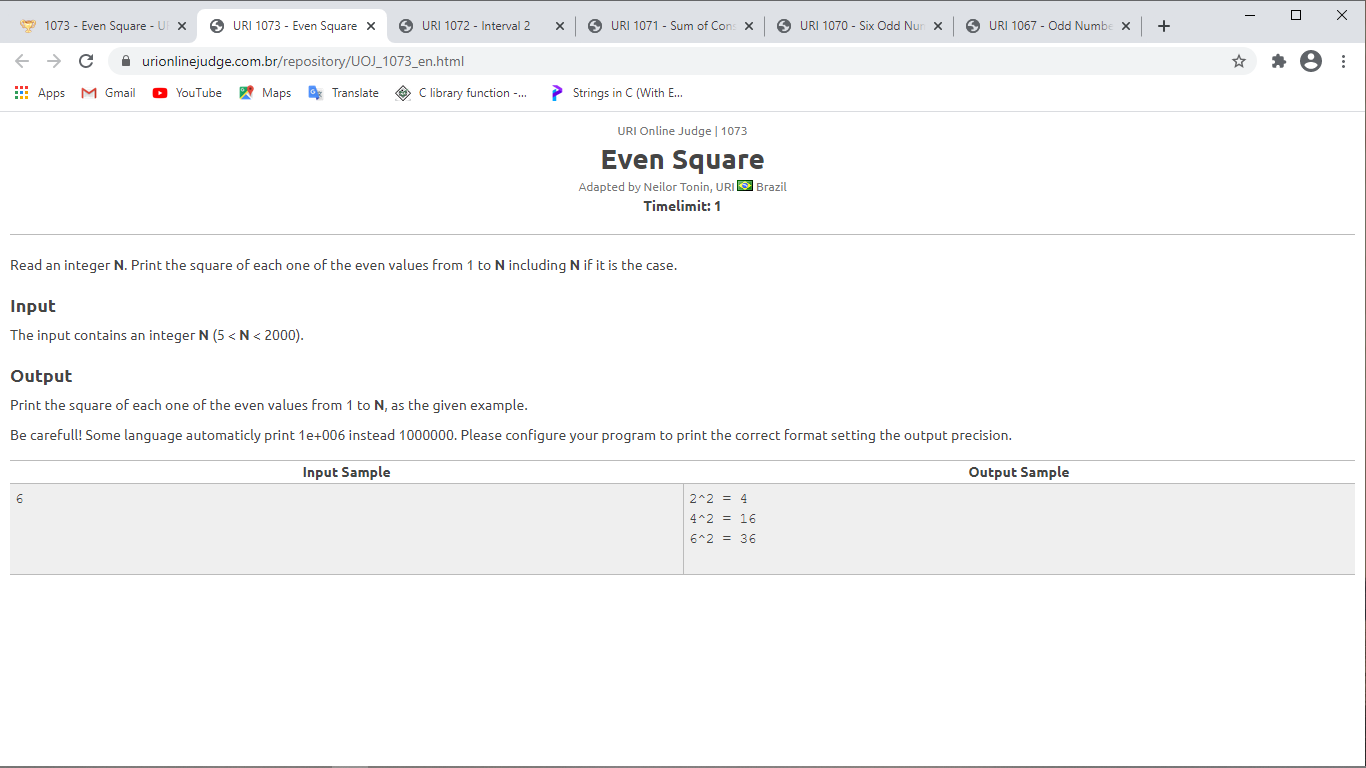 1073 - Even Square - U
URI 1073 - Even Square
URI 1072 - Interval 2
URI 1071 - Sum of Cons
URI 1070 - Six Odd Num
URI 1067 - Odd Numbe
urionlinejudge.com.br/repository/UOJ_1073_en.html
Apps Gmail YouTube Maps Translate C library function -... Strings in C (With E...
URI Online Judge | 1073
Even Square
Adapted by Neilor Tonin, URI Brazil
Timelimit: 1
Read an integer N. Print the square of each one of the even values from 1 to N including N if it is the case.
Input
The input contains an integer N (5 < N < 2000).
Output
Print the square of each one of the even values from 1 to N, as the given example.
Be carefull! Some language automaticly print 1e+006 instead 1000000. Please configure your program to print the correct format setting the output precision.
Input Sample Output Sample
6
2^2 = 4
4^2 = 16
6^2 = 36